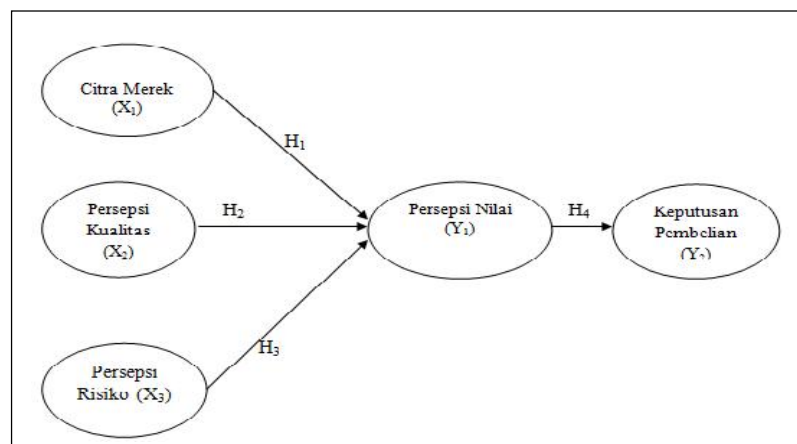 Citra Merek
(X₁)
H₁
Persepsi
Kualitas
(X₂)
H₂
Persepsi Nilai
(Y₁)
H₄
Keputusan
Pembelian
(Y₂)
H₃
Persepsi
Risiko (X₃)